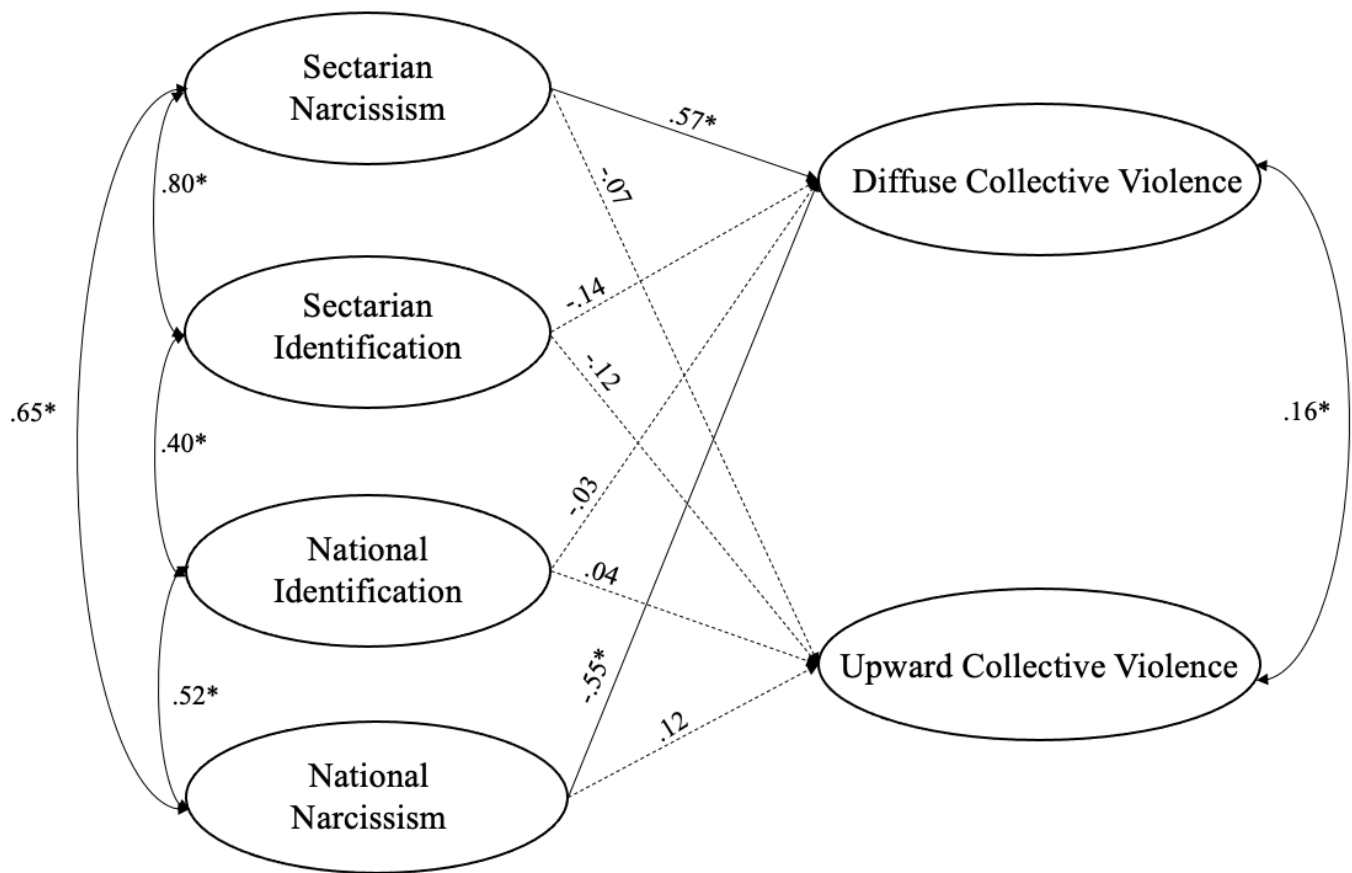 Sectarian
Narcissism
.57*
Diffuse Collective Violence
.80*
-.07
Sectarian
Identification
-.14
-.12
.65*
.16*
.40*
National
Identification
-.03
.04
Upward Collective Violence
.52*
-.55*
.12
National
Narcissism